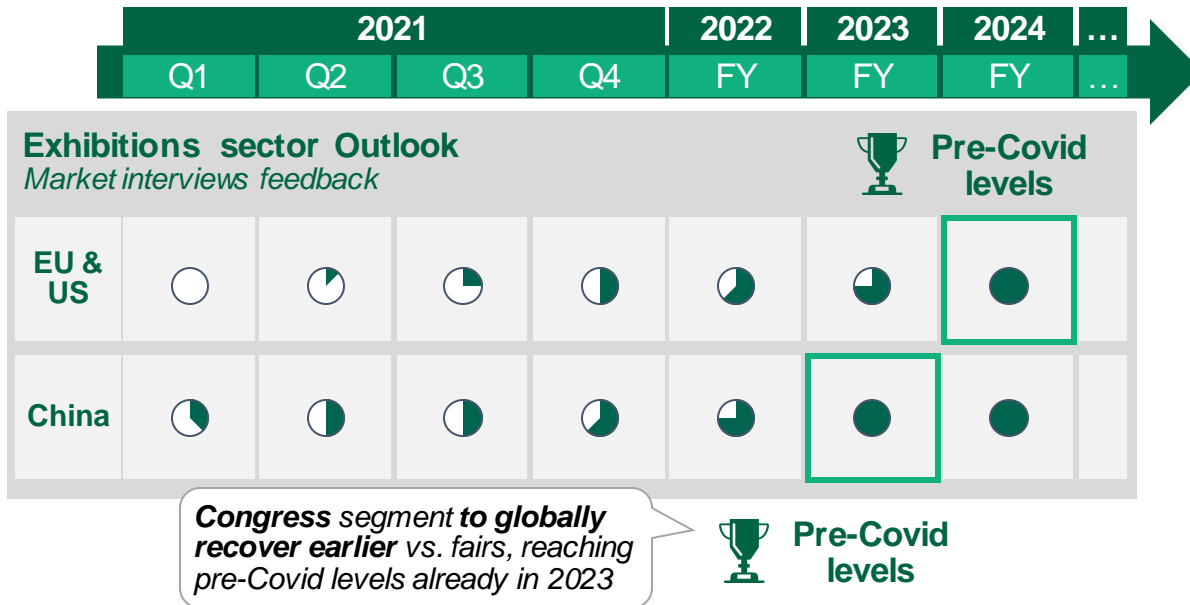 2021 2022 2023 2024 ...
Q1 Q2 Q3 Q4 FY FY FY ...
Exhibitions sector Outlook
Market interviews feedback
Pre-Covid
levels
EU &
US
China
Congress segment to globally
recover earlier vs. fairs, reaching
pre-Covid levels already in 2023
Pre-Covid
levels